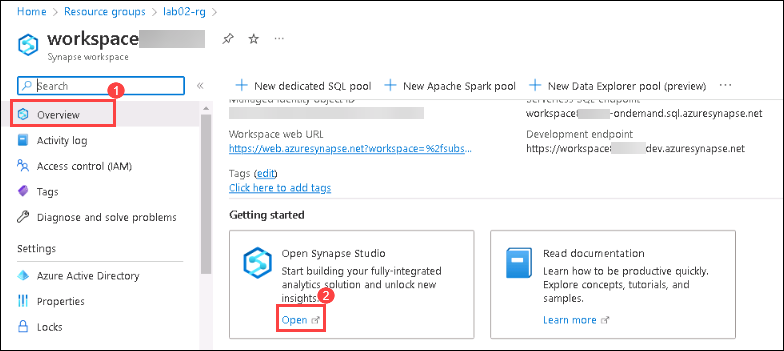 Home > Resource groups > lab02-rg >
workspace
Synapse workspace
Search
1
Overview
Activity log
Access control (IAM)
Tags
Diagnose and solve problems
Settings
Azure Active Directory
Properties
Locks
New dedicated SQL pool
New Apache Spark pool
New Data Explorer pool (preview)
Managed Identity object ID
Workspace web URL
https://web.azuresynapse.net?workspace=%2fsubs...
Tags (edit)
Click here to add tags
Serverless SQL endpoint
workspace -ondemand.sql.azuresynapse.net
Development endpoint
https://workspace dev.azuresynapse.net
Getting started
Open Synapse Studio
Start building your fully-integrated
analytics solution and unlock new
insights.
2
Open
Read documentation
Learn how to be productive quickly.
Explore concepts, tutorials, and
samples.
Learn more